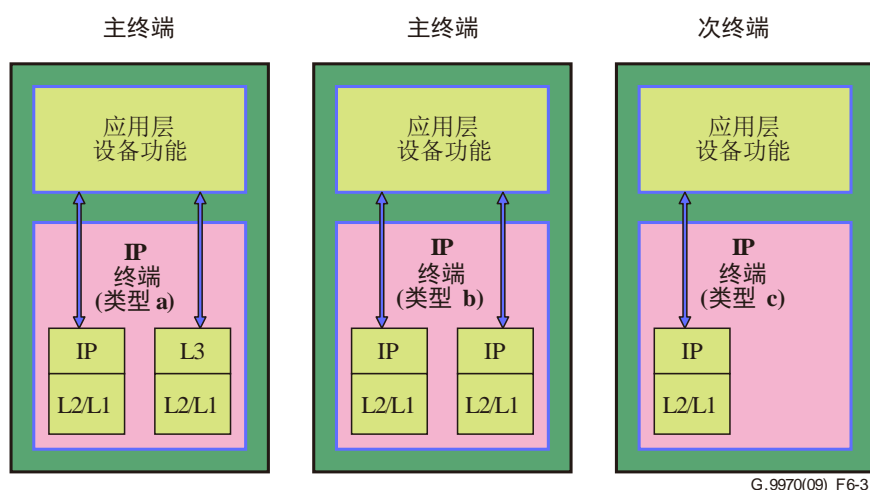 主终端
主终端
次终端
应用层
设备功能
应用层
设备功能
应用层
设备功能
IP
终端
(类型 a)
IP
终端
(类型 b)
IP
终端
(类型 c)
IP
L3
L2/L1
L2/L1
IP
IP
L2/L1
L2/L1
IP
L2/L1
G.9970(09)_F6-3